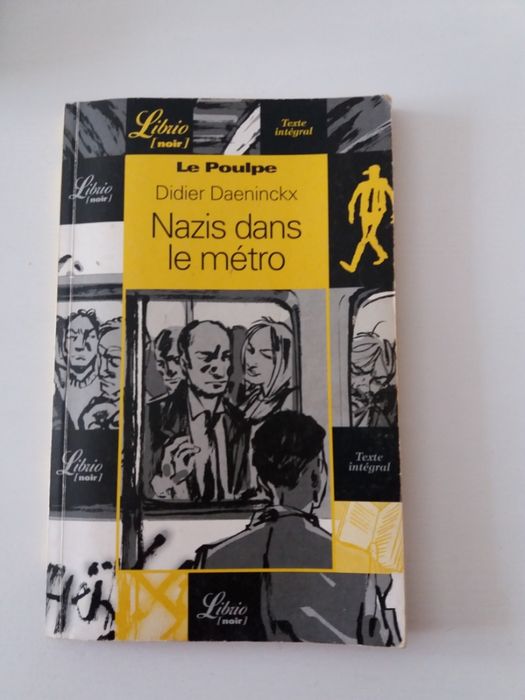 Librio
[noir]
Texte
intégral
Le Poulpe
Didier Daeninckx
Nazis dans
le métro
Librio
[noir]
Librio
[noir]
Texte
intégral
Librio
[noir]